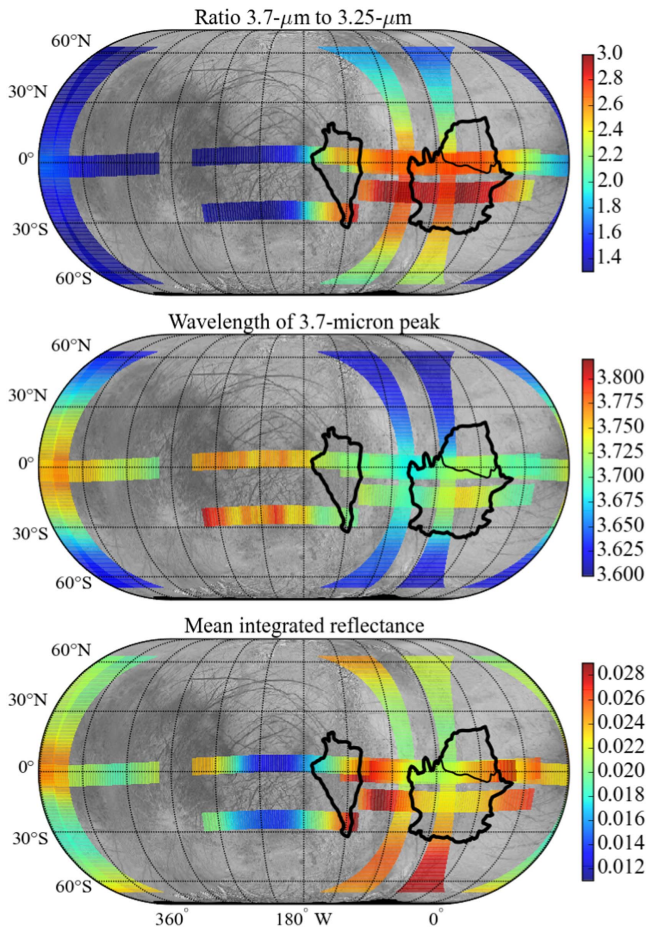 Ratio 3.7-μm to 3.25-μm
60°N
30°N
0°
30°S
60°S
3.0
2.8
2.6
2.4
2.2
2.0
1.8
1.6
1.4
Wavelength of 3.7-micron peak
60°N
30°N
0°
30°S
60°S
3.800
3.775
3.750
3.725
3.700
3.675
3.650
3.625
3.600
Mean integrated reflectance
60°N
30°N
0°
30°S
60°S
0.028
0.026
0.024
0.022
0.020
0.018
0.016
0.014
0.012
360° 180° W 0°